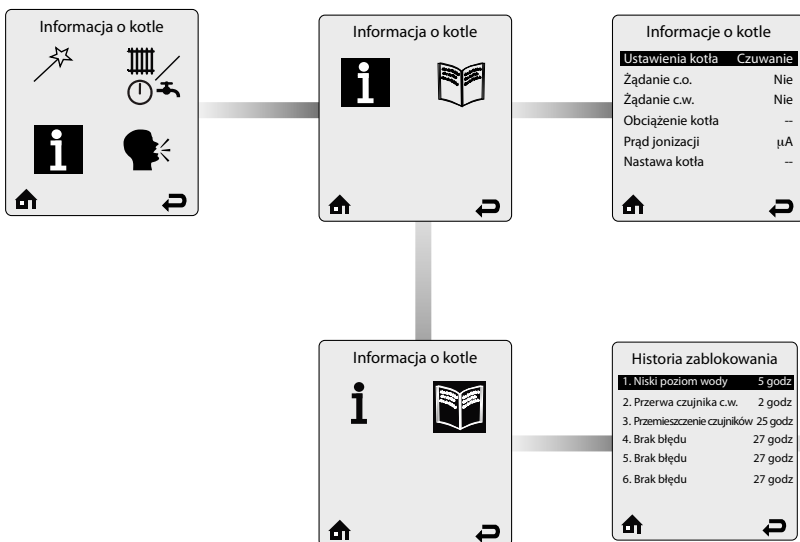 Informacja o kotle
Informacja o kotle
Informacje o kotle
Ustawienia kotła Czuwanie
Żądanie c.o. Nie
Żądanie c.w. Nie
Obciążenie kotła --
Prąd jonizacji µA
Nastawa kotła --
Informacja o kotle
Historia zablokowania
1. Niski poziom wody 5 godz
2. Przerwa czujnika c.w. 2 godz
3. Przemieszczenie czujników 25 godz
4. Brak błędu 27 godz
5. Brak błędu 27 godz
6. Brak błędu 27 godz